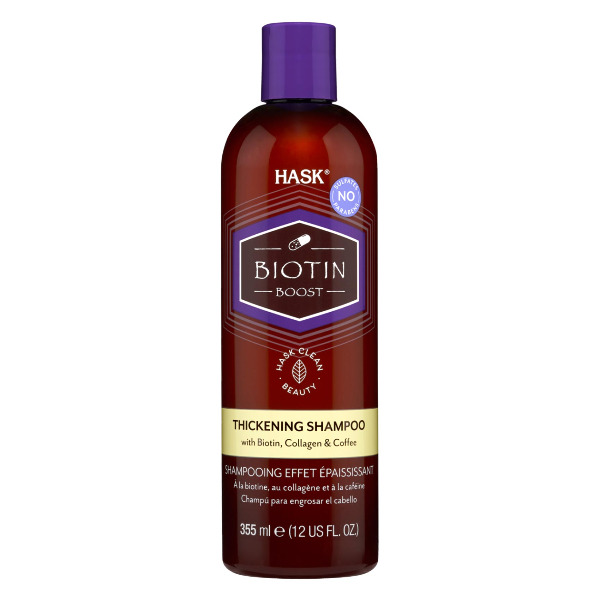 HASK®
SULFATES
NO
PARABENS
BIOTIN
BOOST
HASK CLEAN
BEAUTY
THICKENING SHAMPOO
with Biotin, Collagen & Coffee
SHAMPOOING EFFET ÉPAISSISSANT
À la biotine, au collagène et à la caféine
Champú para engrosar el cabello
355 ml ℮ (12 US FL. OZ.)